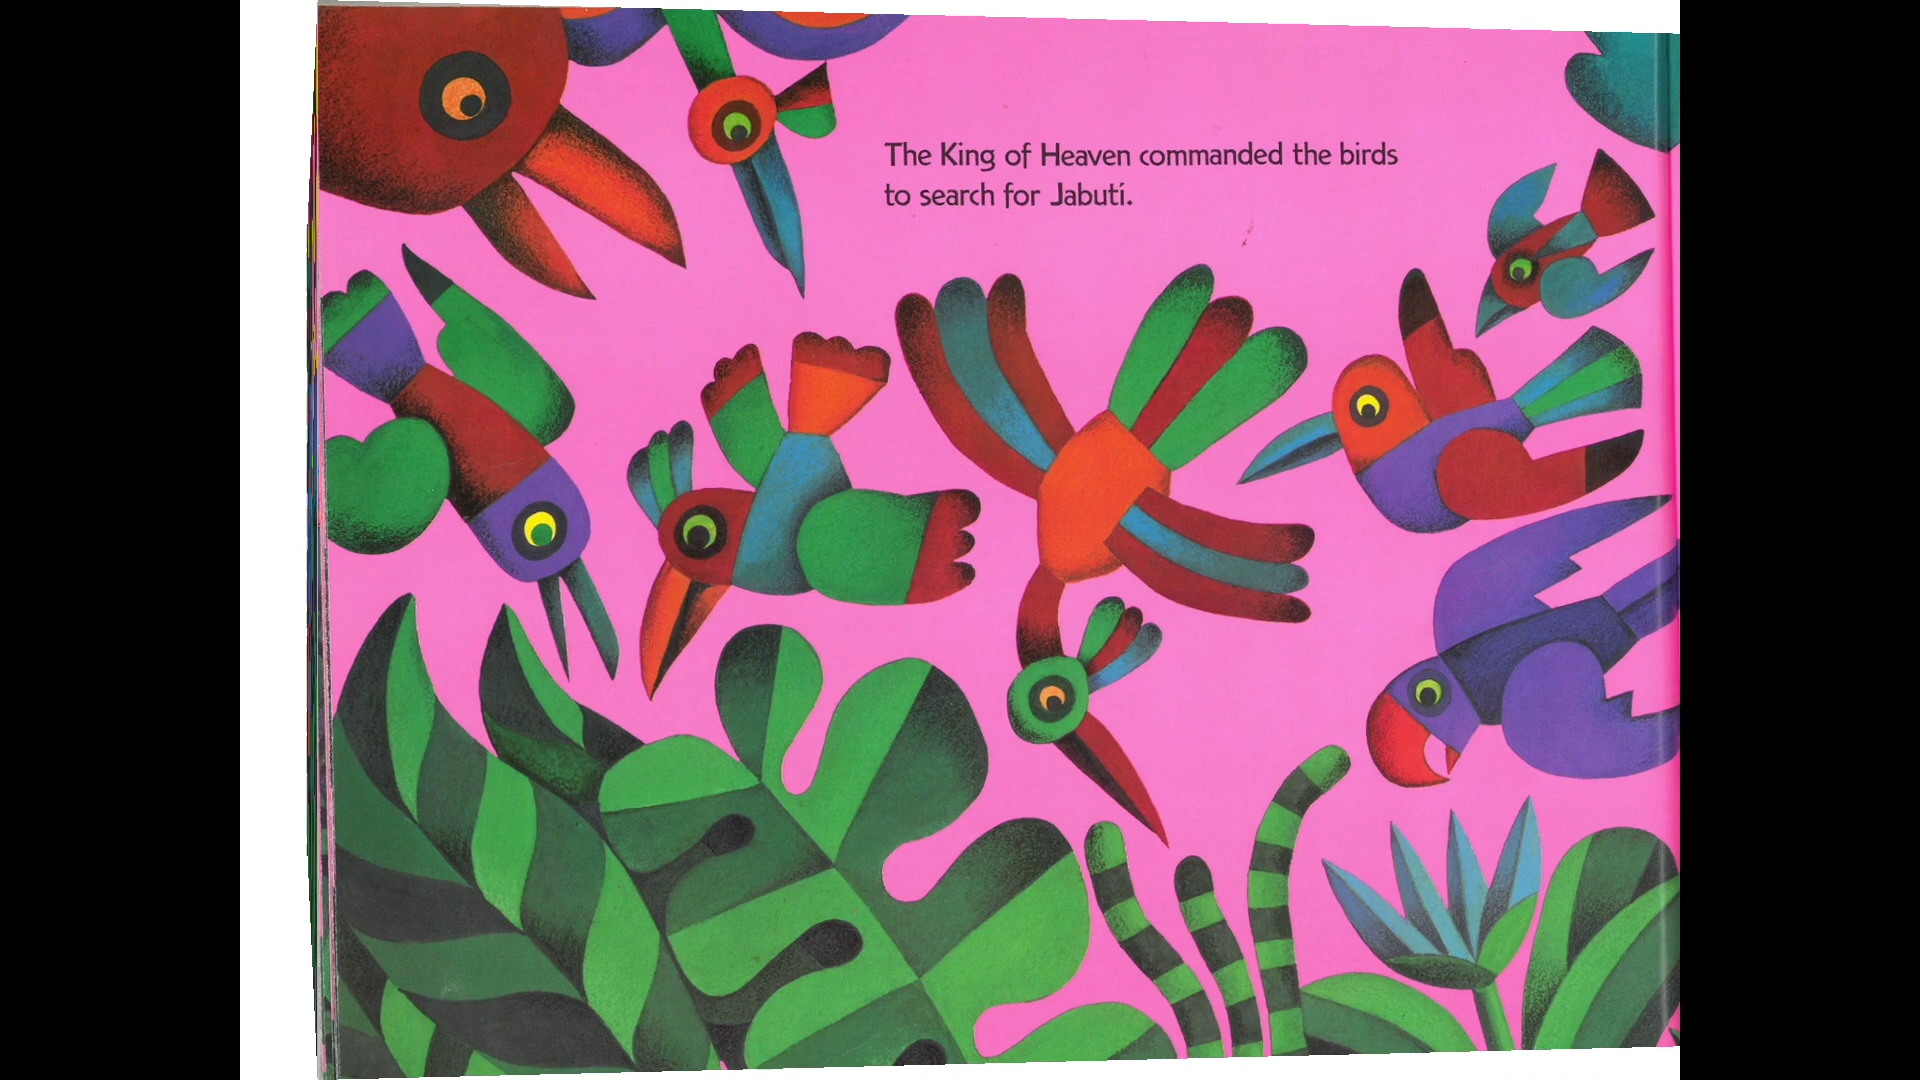 The King of Heaven commanded the birds
to search for Jabutí.